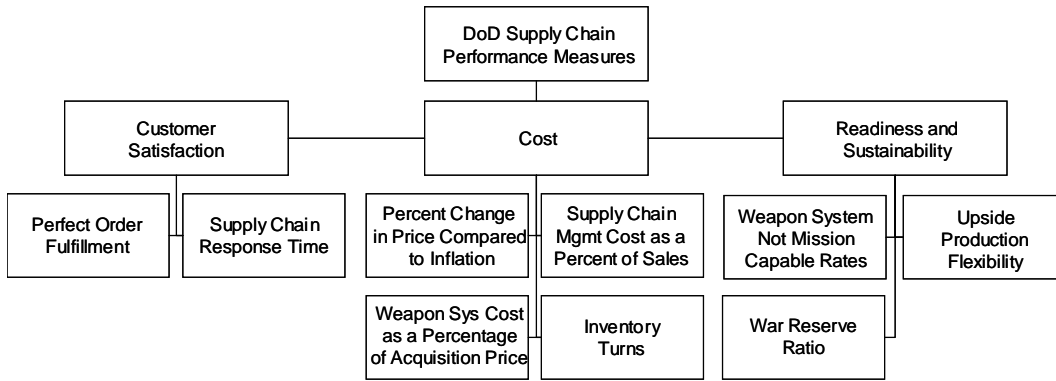 DoD Supply Chain
Performance Measures
Customer
Satisfaction
Cost
Readiness and
Sustainability
Perfect Order
Fulfillment
Supply Chain
Response Time
Percent Change
in Price Compared
to Inflation
Supply Chain
Mgmt Cost as a
Percent of Sales
Weapon System
Not Mission
Capable Rates
Upside
Production
Flexibility
Weapon Sys Cost
as a Percentage
of Acquisition Price
Inventory
Turns
War Reserve
Ratio